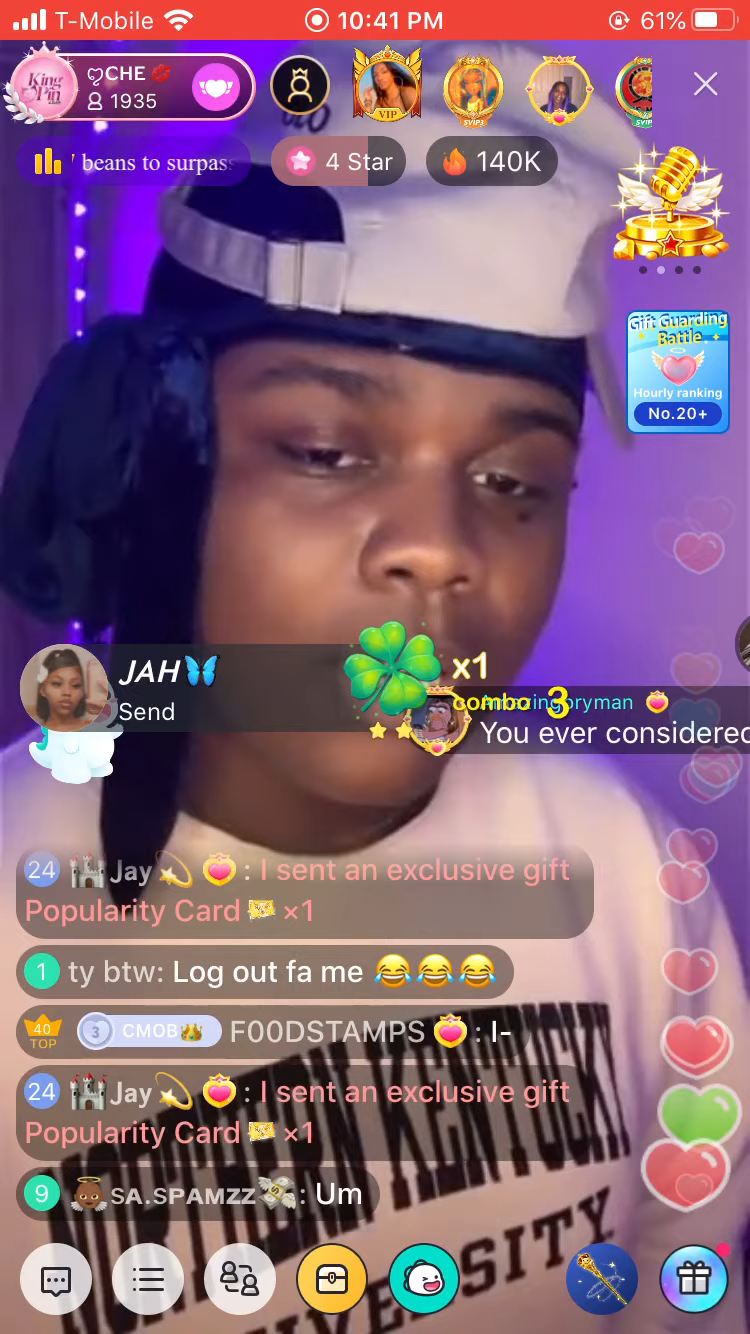 T-Mobile
10:41 PM
61%
King
Pin
ღCHE 💋
1935
VIP
SVIP3
SVIP
beans to surpass
4 Star
140K
Gift Guarding
Battle
Hourly ranking
No.20+
JAH🦋
Send
x1
combo 3
Amazingbryman
You ever considered
24 🏰Jay💫 : I sent an exclusive gift
Popularity Card ×1
1 ty btw: Log out fa me 😂😂😂
40 TOP 3 CMOB👑 F00DSTAMPS : I-
24 🏰Jay💫 : I sent an exclusive gift
Popularity Card ×1
9 👼🏾SA.SPAMZZ💸: Um
NORTHERN KENTUCKY
UNIVERSITY